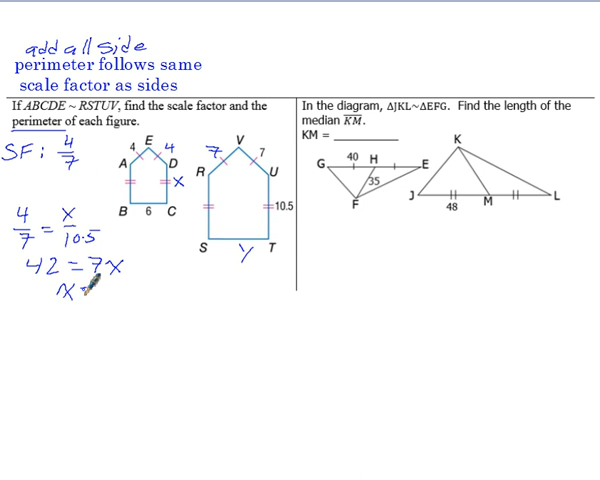 add all side
perimeter follows same
scale factor as sides
If ABCDE ~ RSTUV, find the scale factor and the
perimeter of each figure.
SF: 4/7
E
4
4
A
D
x
B
6
C
V
7
7
R
U
10.5
S
y
T
4/7 = x/10.5
42 = 7x
x =
In the diagram, ΔJKL~ΔEFG. Find the length of the
median KM.
KM = __________
G
40
H
E
35
F
K
J
48
M
L